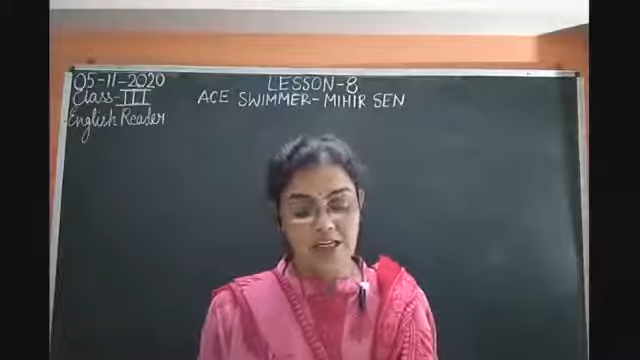 05-11-2020
Class-III
English Reader
LESSON-8
ACE SWIMMER-MIHIR SEN